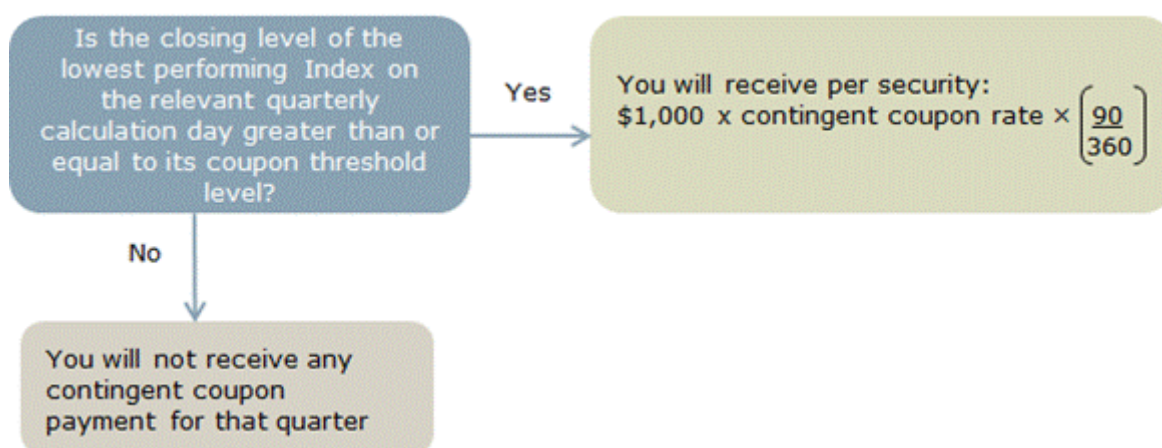 Is the closing level of the
lowest performing Index on
the relevant quarterly
calculation day greater than or
equal to its coupon threshold
level?
Yes
You will receive per security:
$1,000 x contingent coupon rate × (90
360)
No
You will not receive any
contingent coupon
payment for that quarter